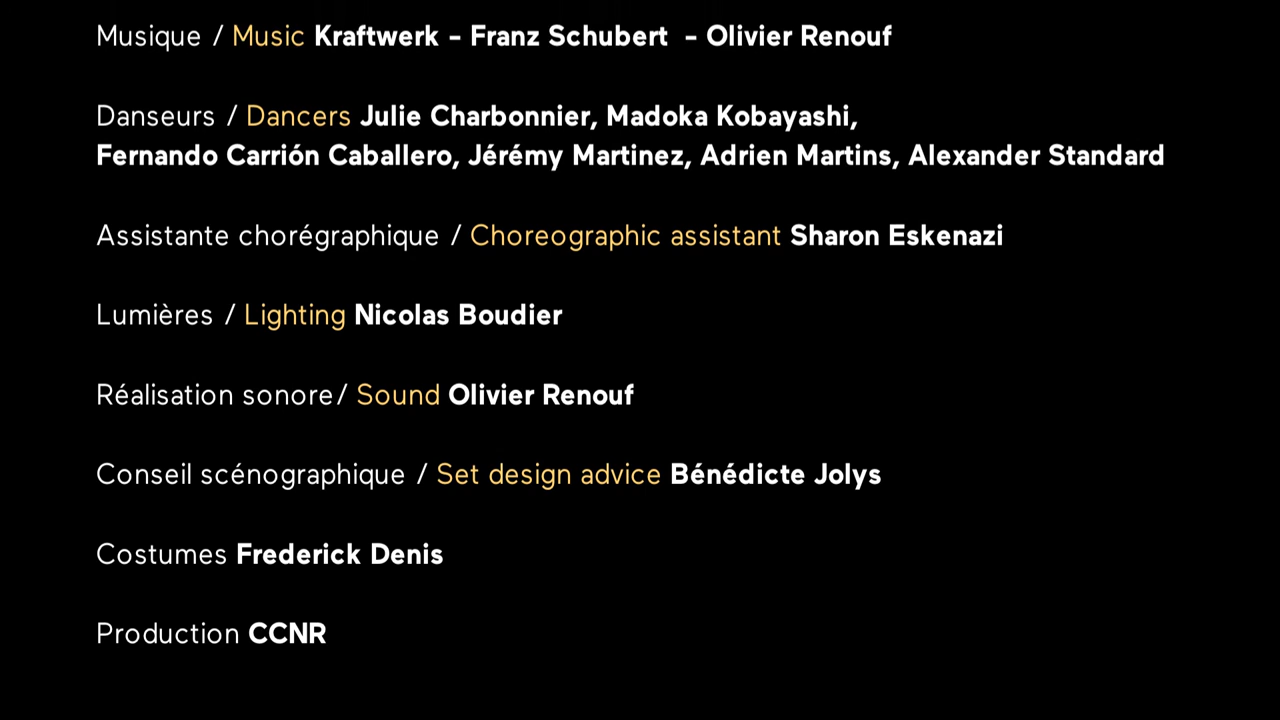 Musique / Music Kraftwerk - Franz Schubert - Olivier Renouf
Danseurs / Dancers Julie Charbonnier, Madoka Kobayashi,
Fernando Carrión Caballero, Jérémy Martinez, Adrien Martins, Alexander Standard
Assistante chorégraphique / Choreographic assistant Sharon Eskenazi
Lumières / Lighting Nicolas Boudier
Réalisation sonore/ Sound Olivier Renouf
Conseil scénographique / Set design advice Bénédicte Jolys
Costumes Frederick Denis
Production CCNR